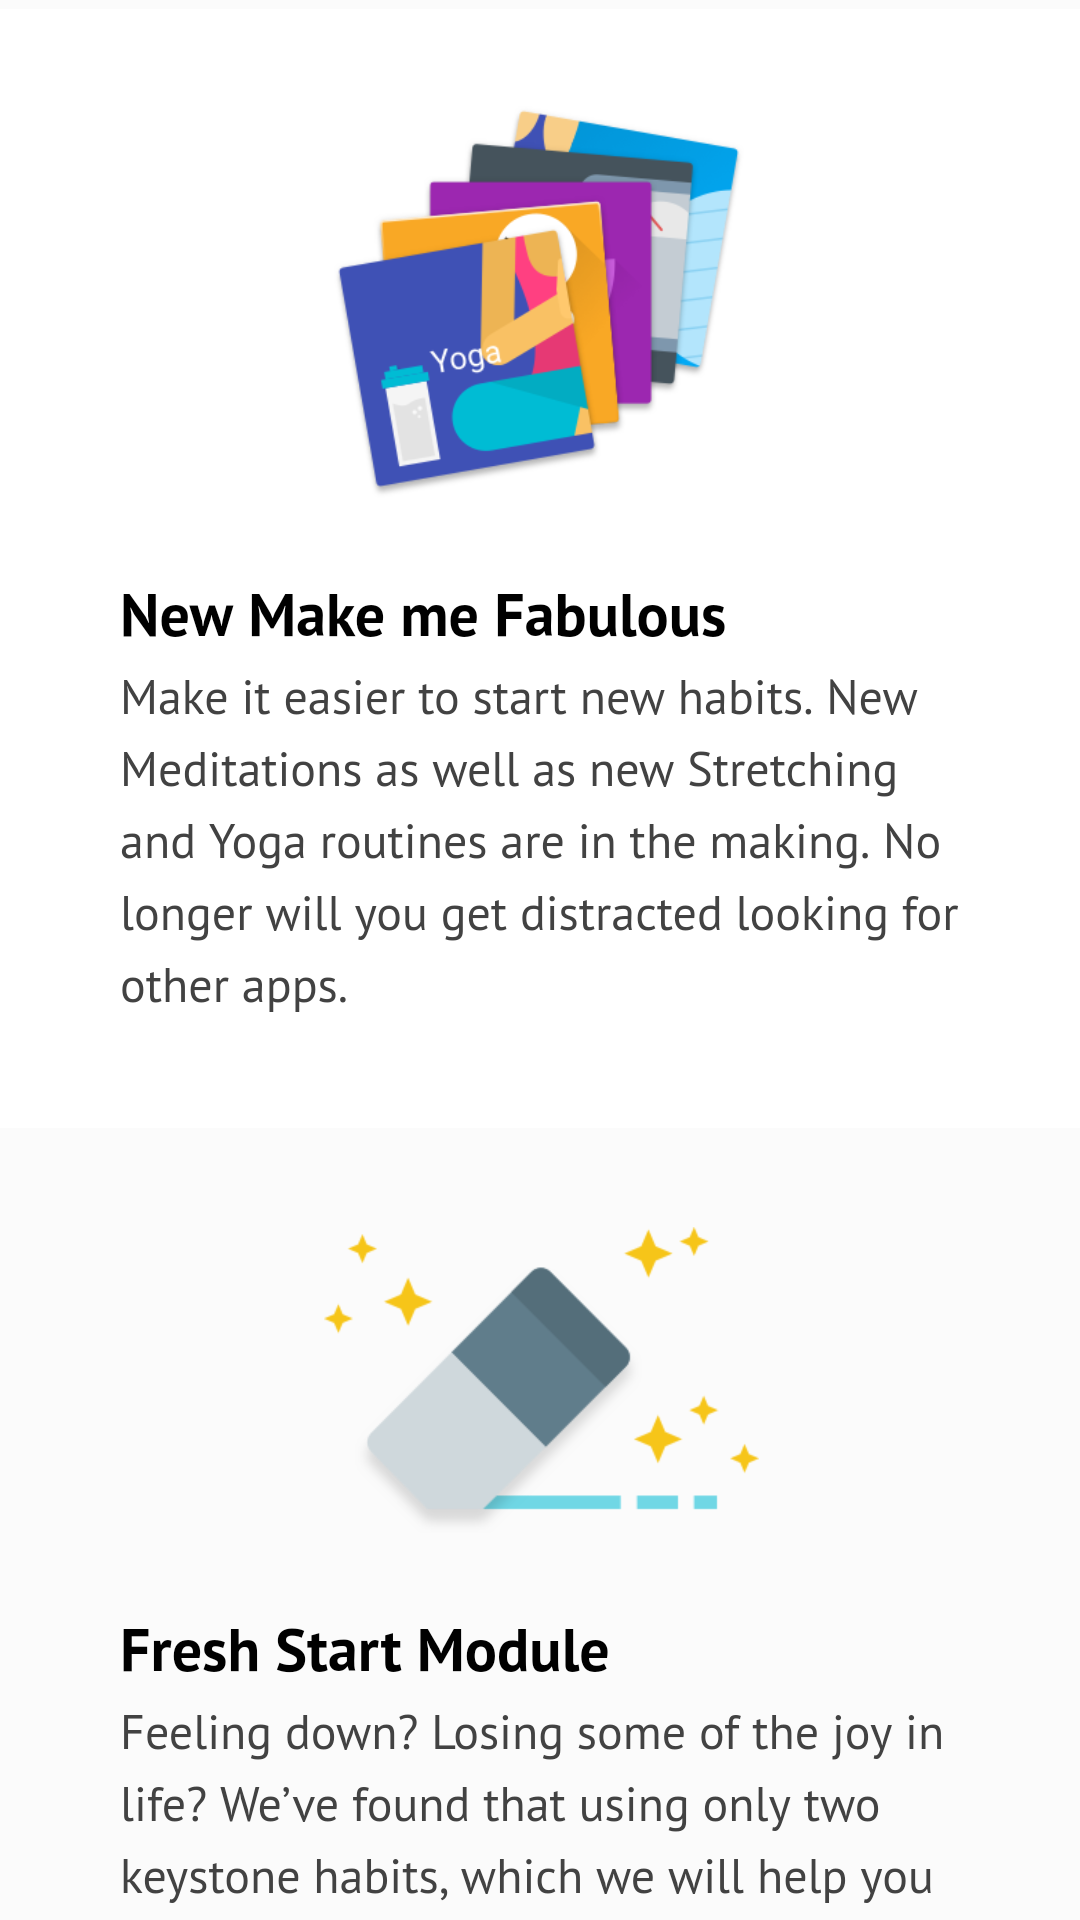 Yoga
New Make me Fabulous
Make it easier to start new habits. New
Meditations as well as new Stretching
and Yoga routines are in the making. No
longer will you get distracted looking for
other apps.
Fresh Start Module
Feeling down? Losing some of the joy in
life? We’ve found that using only two
keystone habits, which we will help you